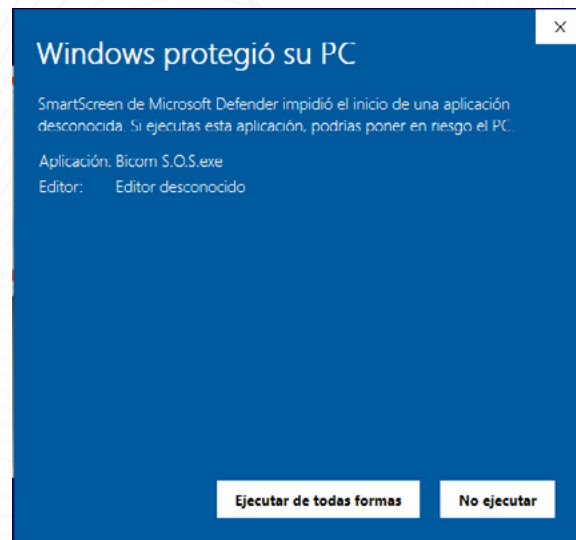 Windows protegió su PC
SmartScreen de Microsoft Defender impidió el inicio de una aplicación
desconocida. Si ejecutas esta aplicación, podrías poner en riesgo el PC.
Aplicación: Bicom S.O.S.exe
Editor: Editor desconocido
Ejecutar de todas formas No ejecutar